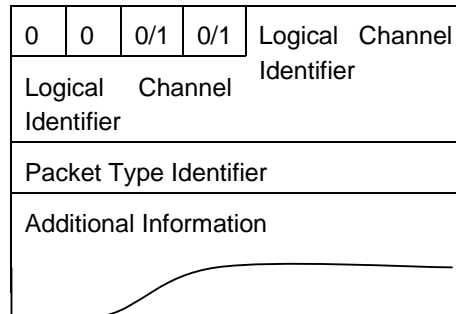 0 0 0/1 0/1 Logical Channel
Identifier
Logical Channel
Identifier
Packet Type Identifier
Additional Information